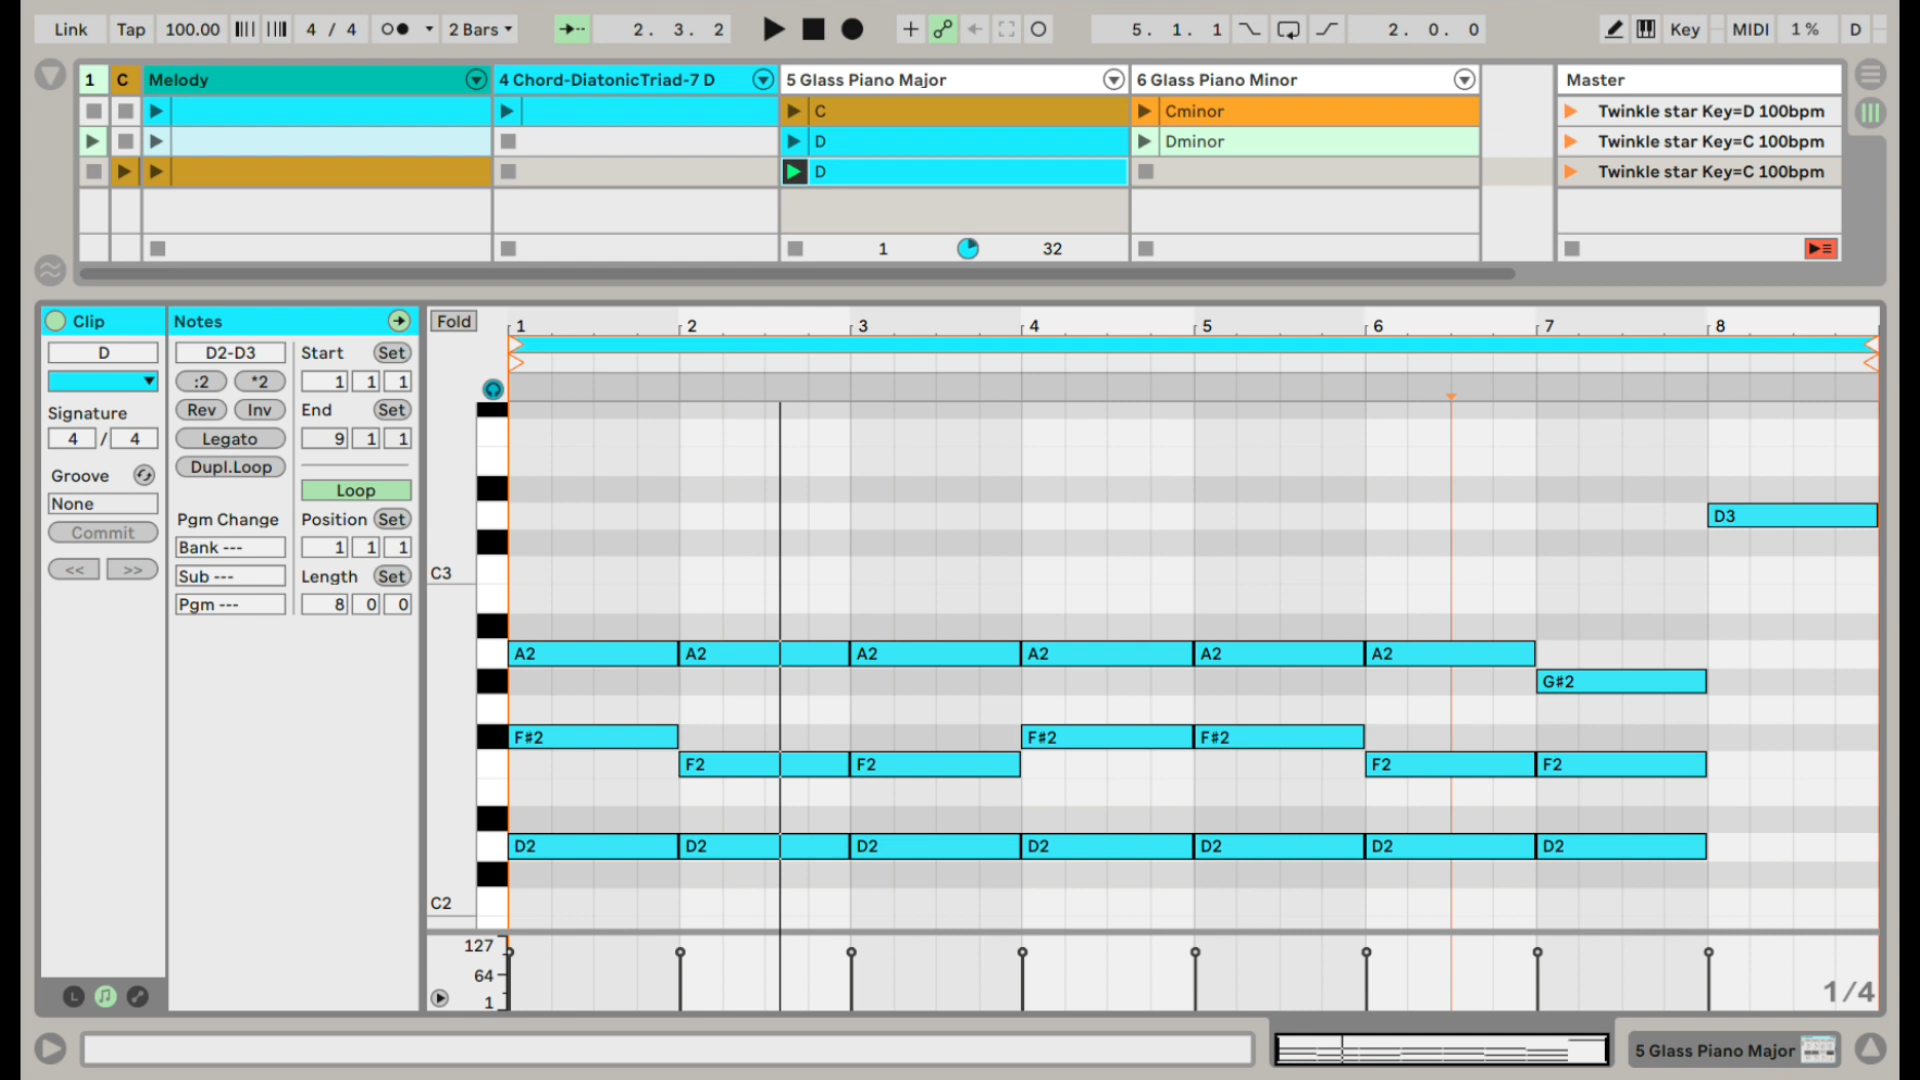 Link Tap 100.00 4 / 4 2 Bars 2. 3. 2 5. 1. 1 2. 0. 0 Key MIDI 1 % D
1 C Melody 4 Chord-DiatonicTriad-7 D 5 Glass Piano Major 6 Glass Piano Minor Master
C Cminor Twinkle star Key=D 100bpm
D Dminor Twinkle star Key=C 100bpm
D Twinkle star Key=C 100bpm
1 32
Clip Notes Fold 1 2 3 4 5 6 7 8
D D2-D3 Start Set
:2 *2 1 1 1
Signature Rev Inv End Set
4 / 4 Legato 9 1 1
Dupl.Loop
Groove
None Loop
Commit Pgm Change Position Set
Bank --- 1 1 1
<< >> Sub --- Length Set
Pgm --- 8 0 0
D3
C3
A2 A2 A2 A2 A2 A2
G#2
F#2 F#2 F#2
F2 F2 F2 F2
D2 D2 D2 D2 D2 D2 D2
C2
127
64
1
1/4
5 Glass Piano Major